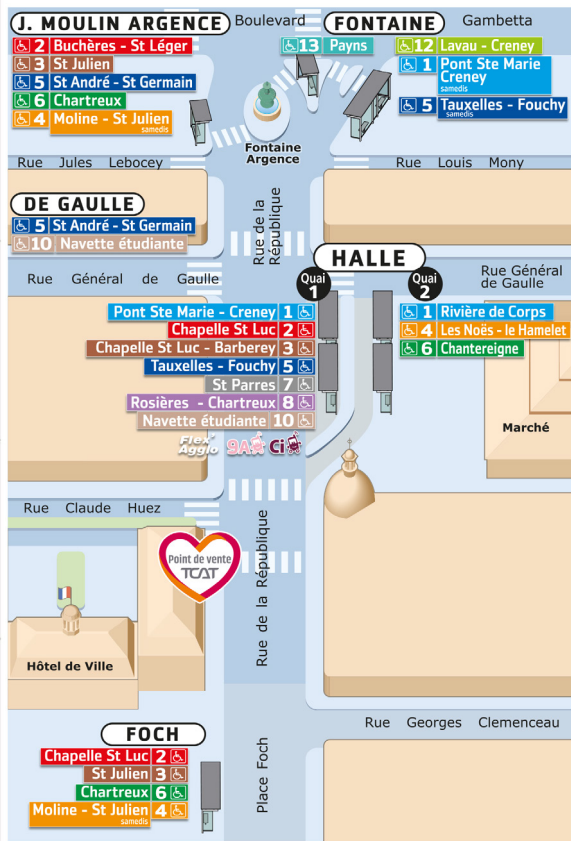 J. MOULIN ARGENCE
Boulevard
FONTAINE
Gambetta
2 Buchères - St Léger
3 St Julien
5 St André - St Germain
6 Chartreux
4 Moline - St Julien
samedis
13 Payns
12 Lavau - Creney
1 Pont Ste Marie
Creney
samedis
5 Tauxelles - Fouchy
samedis
Fontaine
Argence
Rue Jules Lebocey
Rue Louis Mony
DE GAULLE
5 St André - St Germain
10 Navette étudiante
Rue de la
République
HALLE
Rue Général de Gaulle
Quai
1
Quai
2
Rue Général
de Gaulle
Pont Ste Marie - Creney 1
Chapelle St Luc 2
Chapelle St Luc - Barberey 3
Tauxelles - Fouchy 5
St Parres 7
Rosières - Chartreux 8
Navette étudiante 10
1 Rivière de Corps
4 Les Noës - le Hamelet
6 Chantereigne
Flex'
Agglo
Marché
Rue Claude Huez
Point de vente
TCAT
Rue de la République
Hôtel de Ville
FOCH
Chapelle St Luc 2
St Julien 3
Chartreux 6
Moline - St Julien 4
samedis
Place Foch
Rue Georges Clemenceau